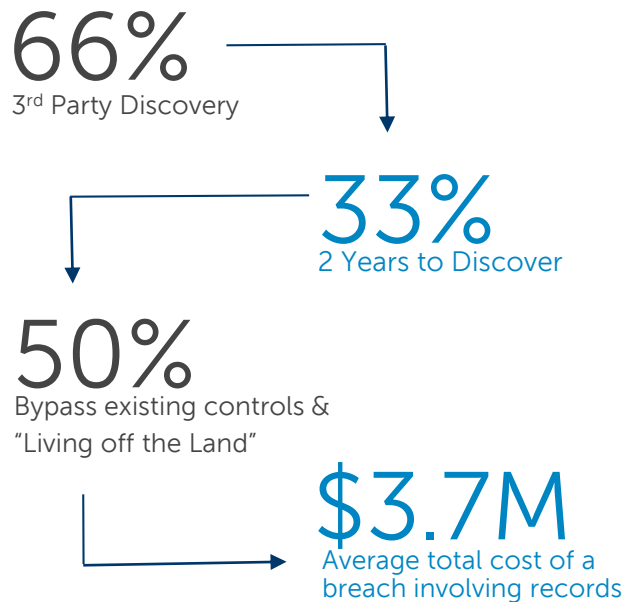 66%
3rd Party Discovery
33%
2 Years to Discover
50%
Bypass existing controls &
“Living off the Land”
$3.7M
Average total cost of a
breach involving records